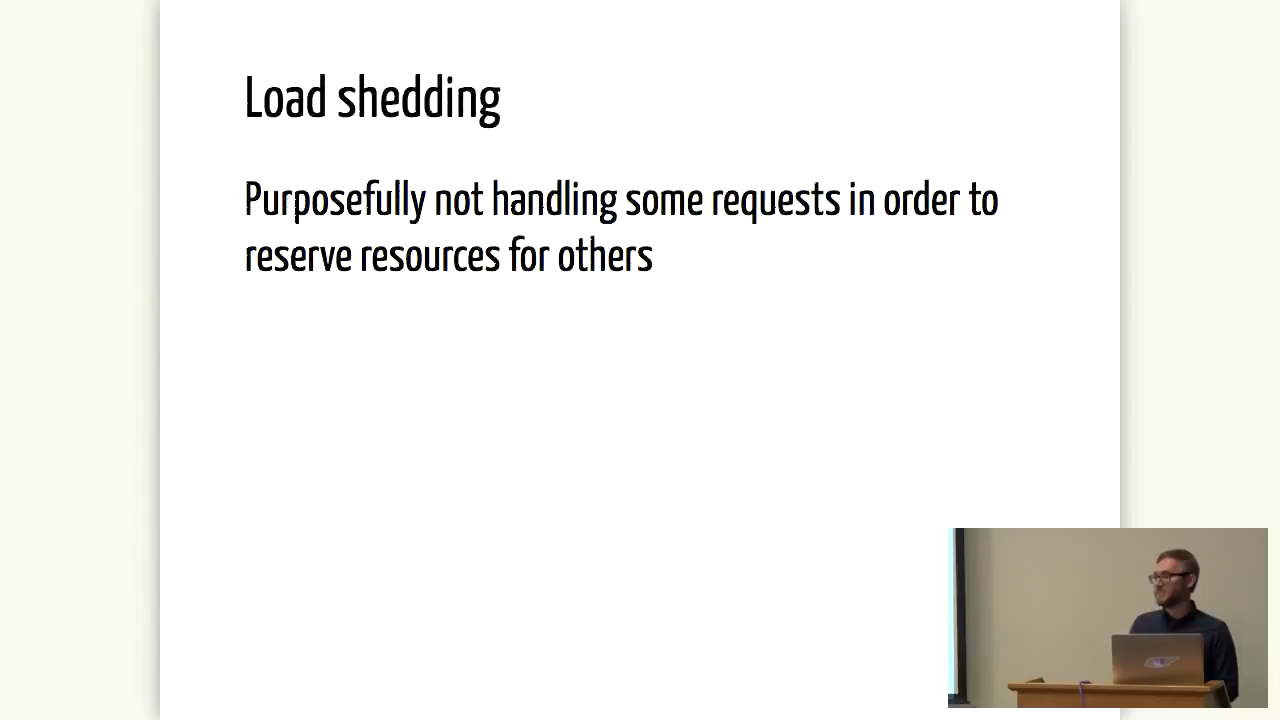 Load shedding
Purposefully not handling some requests in order to
reserve resources for others